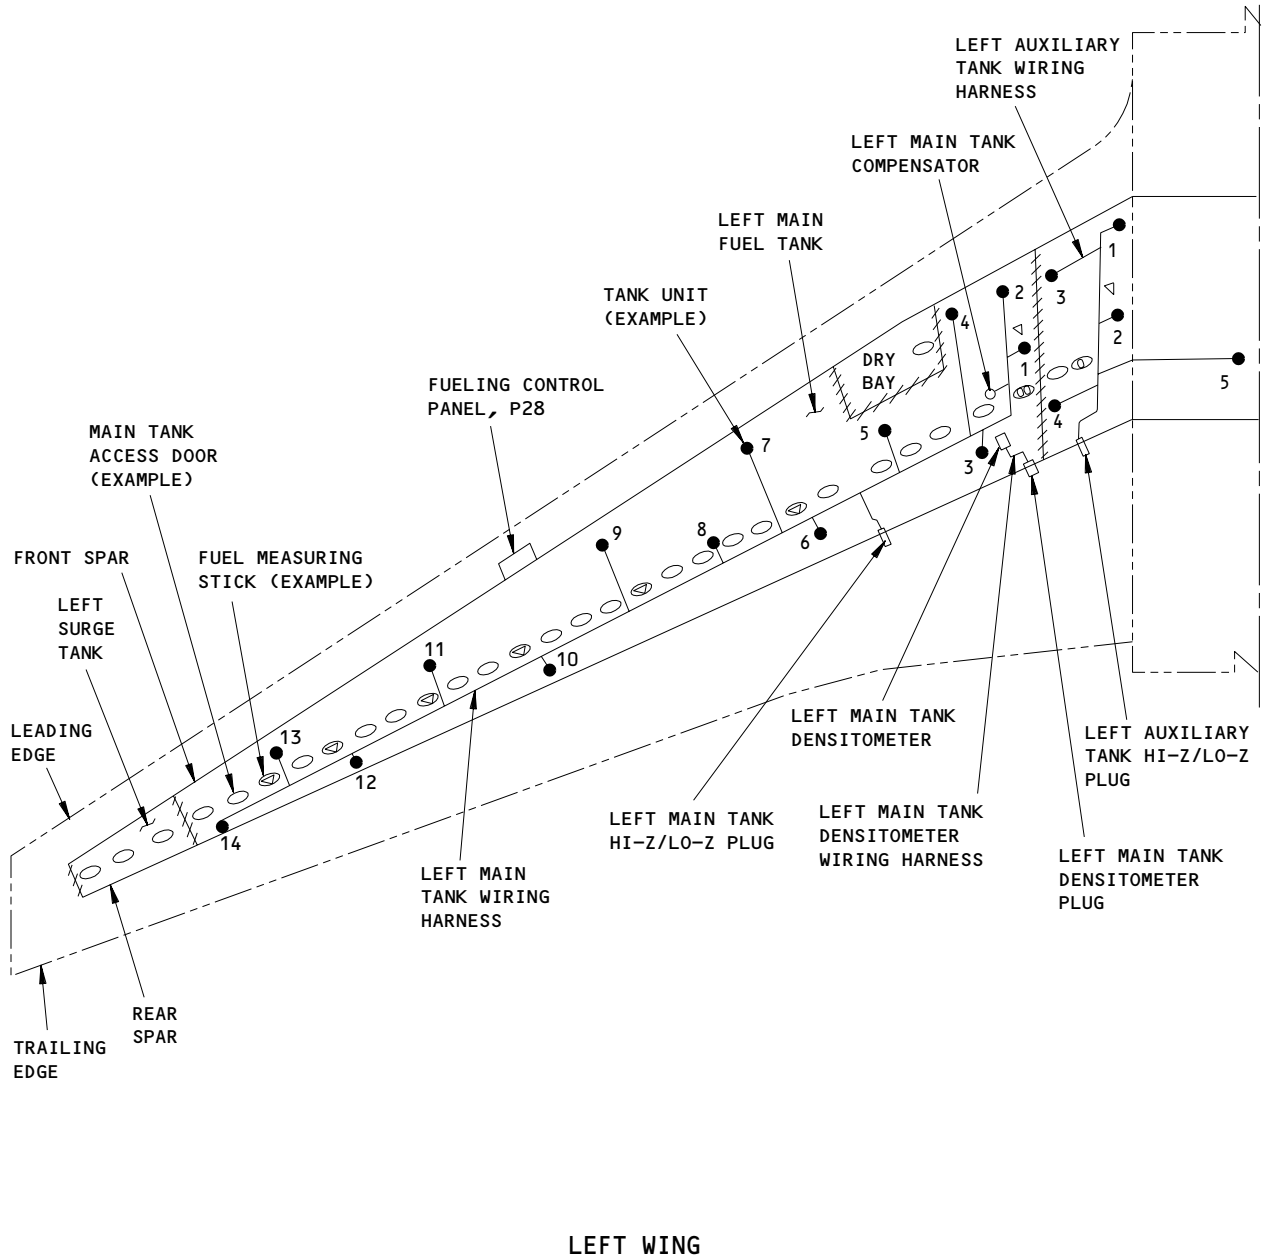 LEFT AUXILIARY
TANK WIRING
HARNESS
LEFT MAIN TANK
COMPENSATOR
LEFT MAIN
FUEL TANK
TANK UNIT
(EXAMPLE)
FUELING CONTROL
PANEL, P28
MAIN TANK
ACCESS DOOR
(EXAMPLE)
FRONT SPAR
FUEL MEASURING
STICK (EXAMPLE)
LEFT
SURGE
TANK
LEADING
EDGE
DRY
BAY
1
2
3
4
5
1
2
3
4
5
6
7
8
9
10
11
12
13
14
LEFT MAIN TANK
DENSITOMETER
LEFT AUXILIARY
TANK HI-Z/LO-Z
PLUG
LEFT MAIN TANK
HI-Z/LO-Z PLUG
LEFT MAIN TANK
DENSITOMETER
WIRING HARNESS
LEFT MAIN TANK
DENSITOMETER
PLUG
LEFT MAIN
TANK WIRING
HARNESS
REAR
SPAR
TRAILING
EDGE
LEFT WING